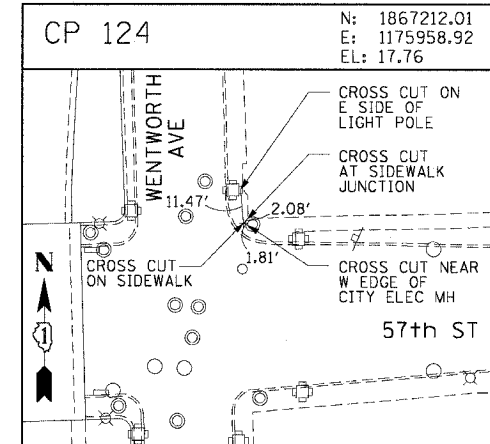 CP 124
N: 1867212.01
E: 1175958.92
EL: 17.76
WENTWORTH
AVE
CROSS CUT ON
E SIDE OF
LIGHT POLE
CROSS CUT
AT SIDEWALK
JUNCTION
11.47'
2.08'
1.81'
CROSS CUT
ON SIDEWALK
CROSS CUT NEAR
W EDGE OF
CITY ELEC MH
57th ST
N
1